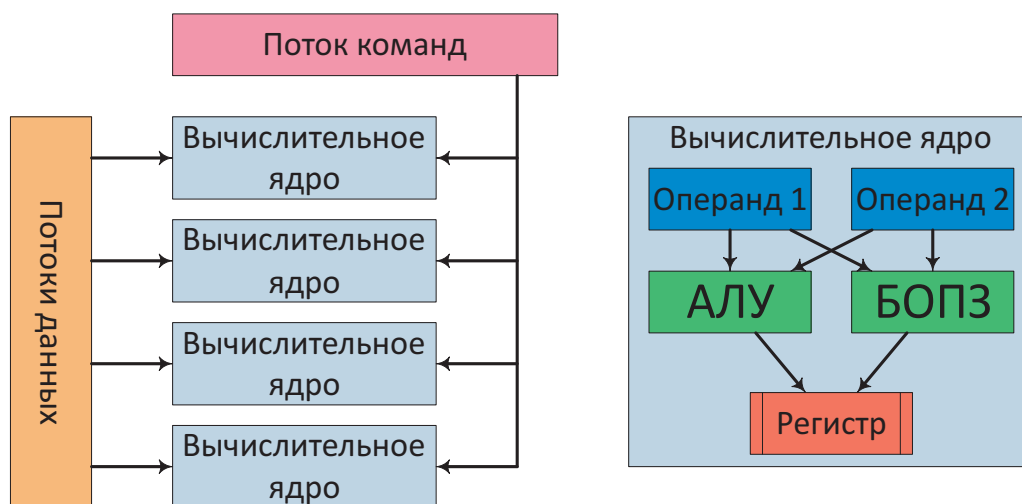 Поток команд
Потоки данных
Вычислительное
ядро
Вычислительное
ядро
Вычислительное
ядро
Вычислительное
ядро
Вычислительное ядро
Операнд 1
Операнд 2
АЛУ
БОПЗ
Регистр